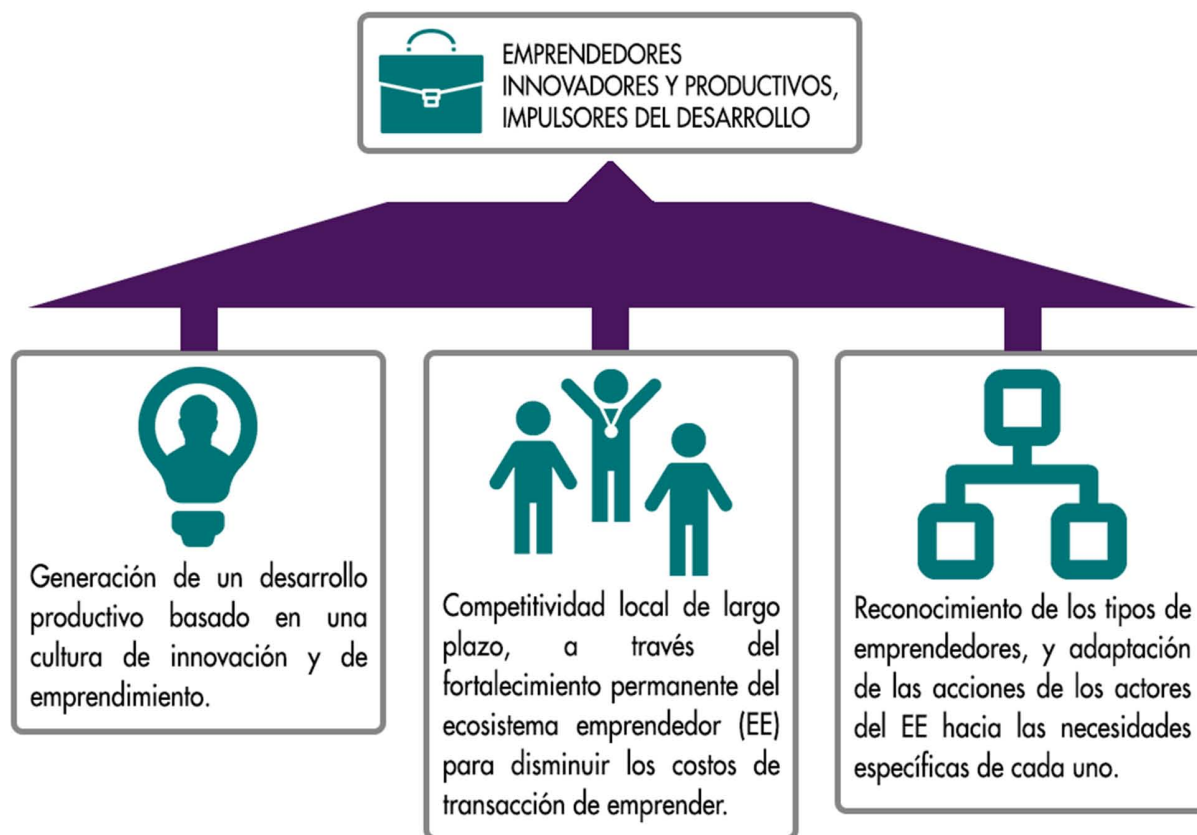 EMPRENDEDORES
INNOVADORES Y PRODUCTIVOS,
IMPULSORES DEL DESARROLLO
Generación de un desarrollo
productivo basado en una
cultura de innovación y de
emprendimiento.
Competitividad local de largo
plazo, a través del
fortalecimiento permanente del
ecosistema emprendedor (EE)
para disminuir los costos de
transacción de emprender.
Reconocimiento de los tipos de
emprendedores, y adaptación
de las acciones de los actores
del EE hacia las necesidades
específicas de cada uno.